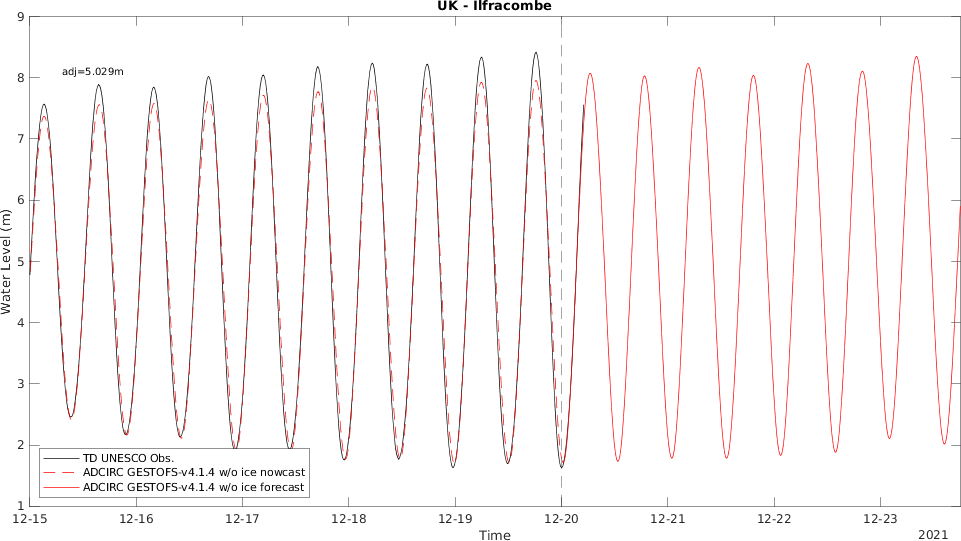 UK - Ilfracombe
adj=5.029m
9
8
7
6
5
4
3
2
1
Water Level (m)
TD UNESCO Obs.
ADCIRC GESTOFS-v4.1.4 w/o ice nowcast
ADCIRC GESTOFS-v4.1.4 w/o ice forecast
12-15 12-16 12-17 12-18 12-19 12-20 12-21 12-22 12-23
Time
2021